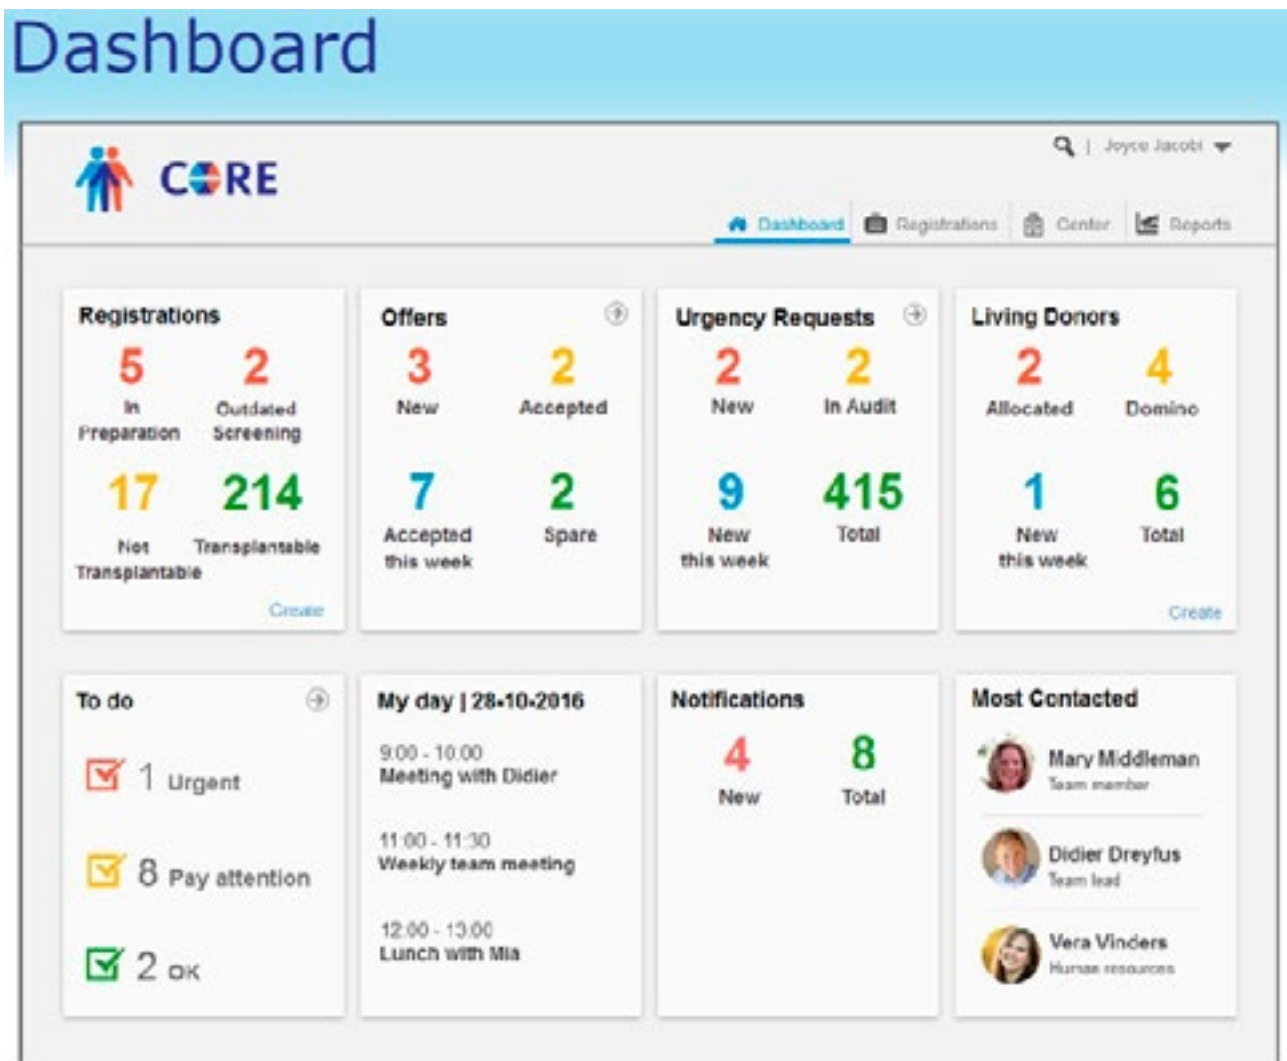 Dashboard
CORE
Joyce Jacobi
Dashboard
Registrations
Center
Reports
Registrations
5
2
In
Preparation
Outdated
Screening
17
214
Not
Transplantable
Transplantable
Create
Offers
3
2
New
Accepted
7
2
Accepted
this week
Spare
Urgency Requests
2
2
New
In Audit
9
415
New
this week
Total
Living Donors
2
4
Allocated
Domino
1
6
New
this week
Total
Create
To do
1 Urgent
8 Pay attention
2 OK
My day | 28-10-2016
9:00 - 10:00
Meeting with Didier
11:00 - 11:30
Weekly team meeting
12:00 - 13:00
Lunch with Mia
Notifications
4
8
New
Total
Most Contacted
Mary Middleman
Team member
Didier Dreyfus
Team lead
Vera Vinders
Human resources